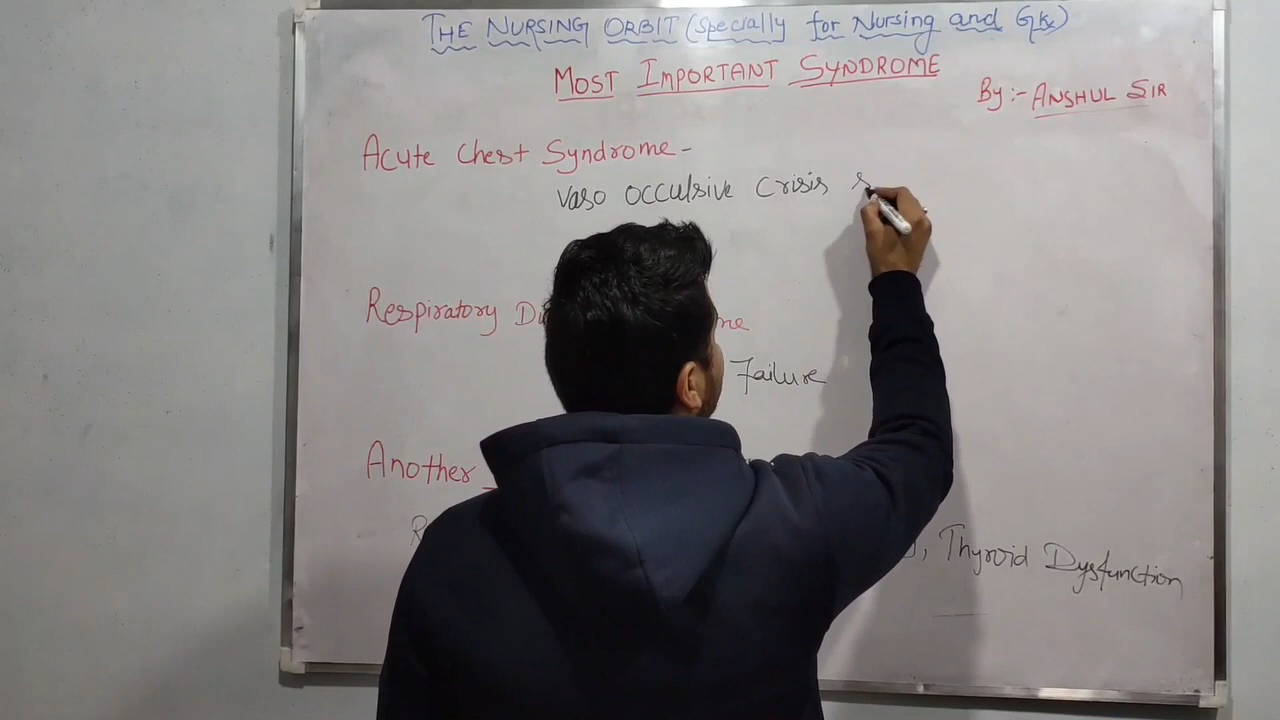 THE NURSING ORBIT (Specially for Nursing and Gk)
MOST IMPORTANT SYNDROME
By :- ANSHUL SIR
Acute Chest Syndrome -
Vaso Occulsive Crisis
Respiratory
Failure
Another
, Thyroid Dysfunction